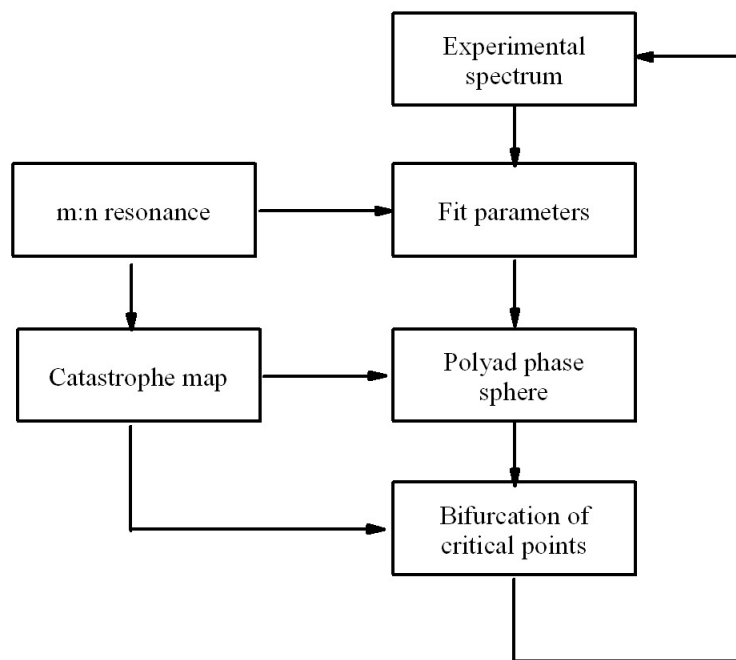 Experimental
spectrum
m:n resonance
Fit parameters
Catastrophe map
Polyad phase
sphere
Bifurcation of
critical points